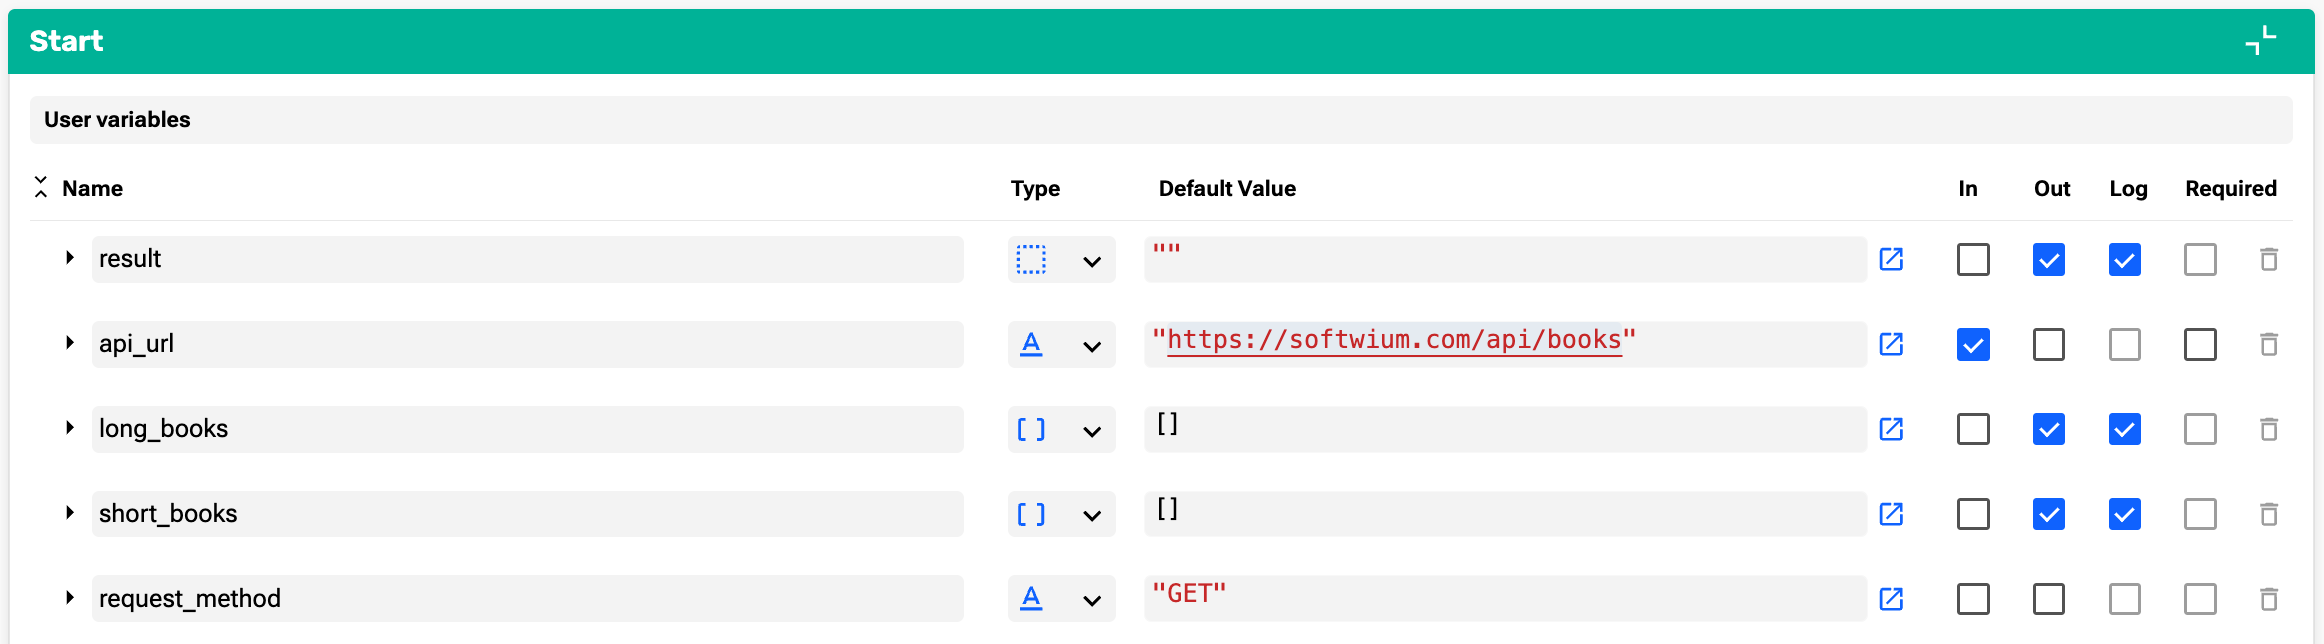 Start
User variables
Name Type Default Value In Out Log Required
result ""
api_url A "https://softwium.com/api/books"
long_books [ ] []
short_books [ ] []
request_method A "GET"